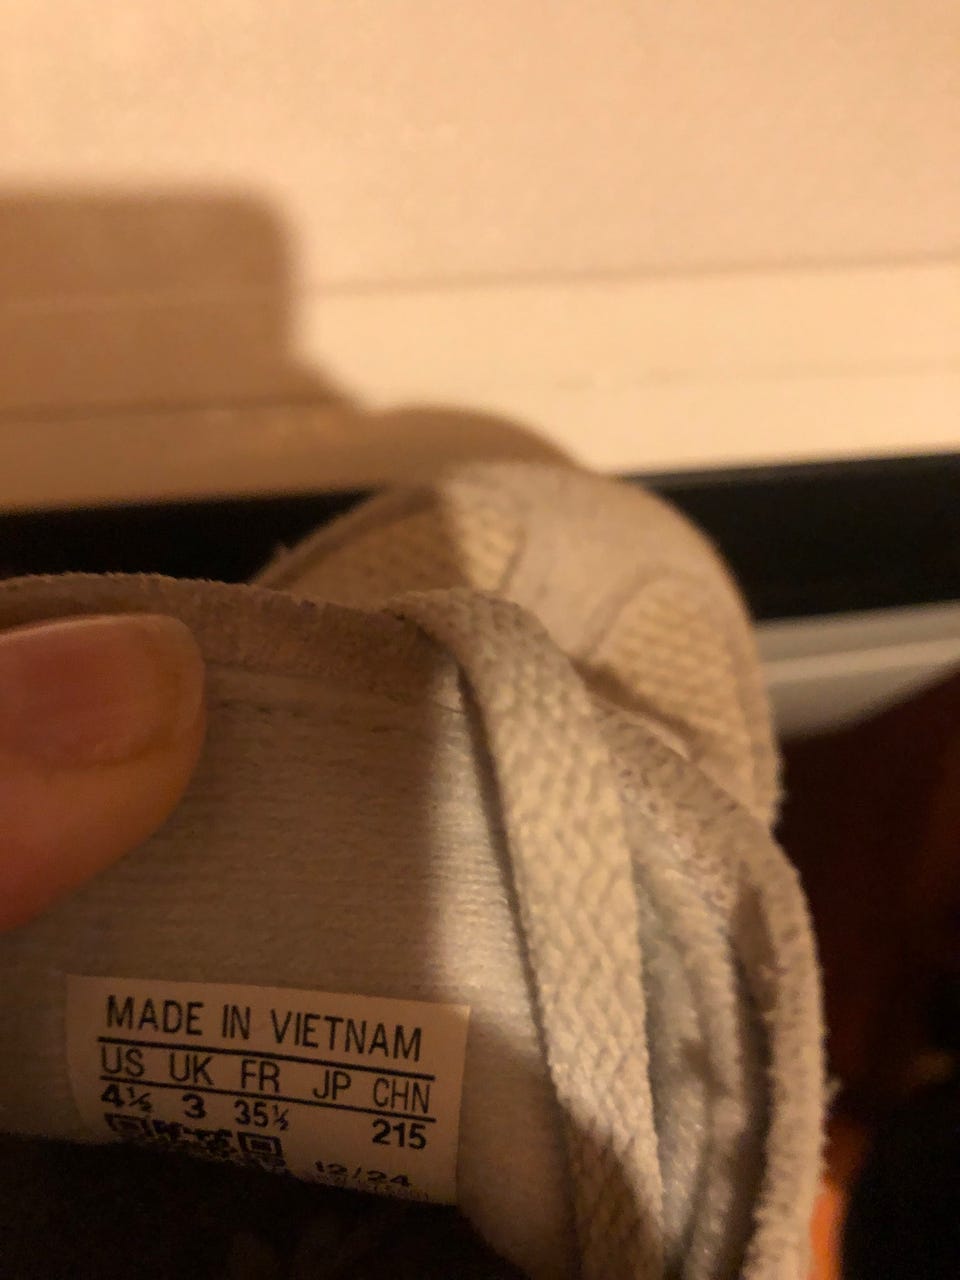 MADE IN VIETNAM
US UK FR JP CHN
4½ 3 35½ 215
12/24